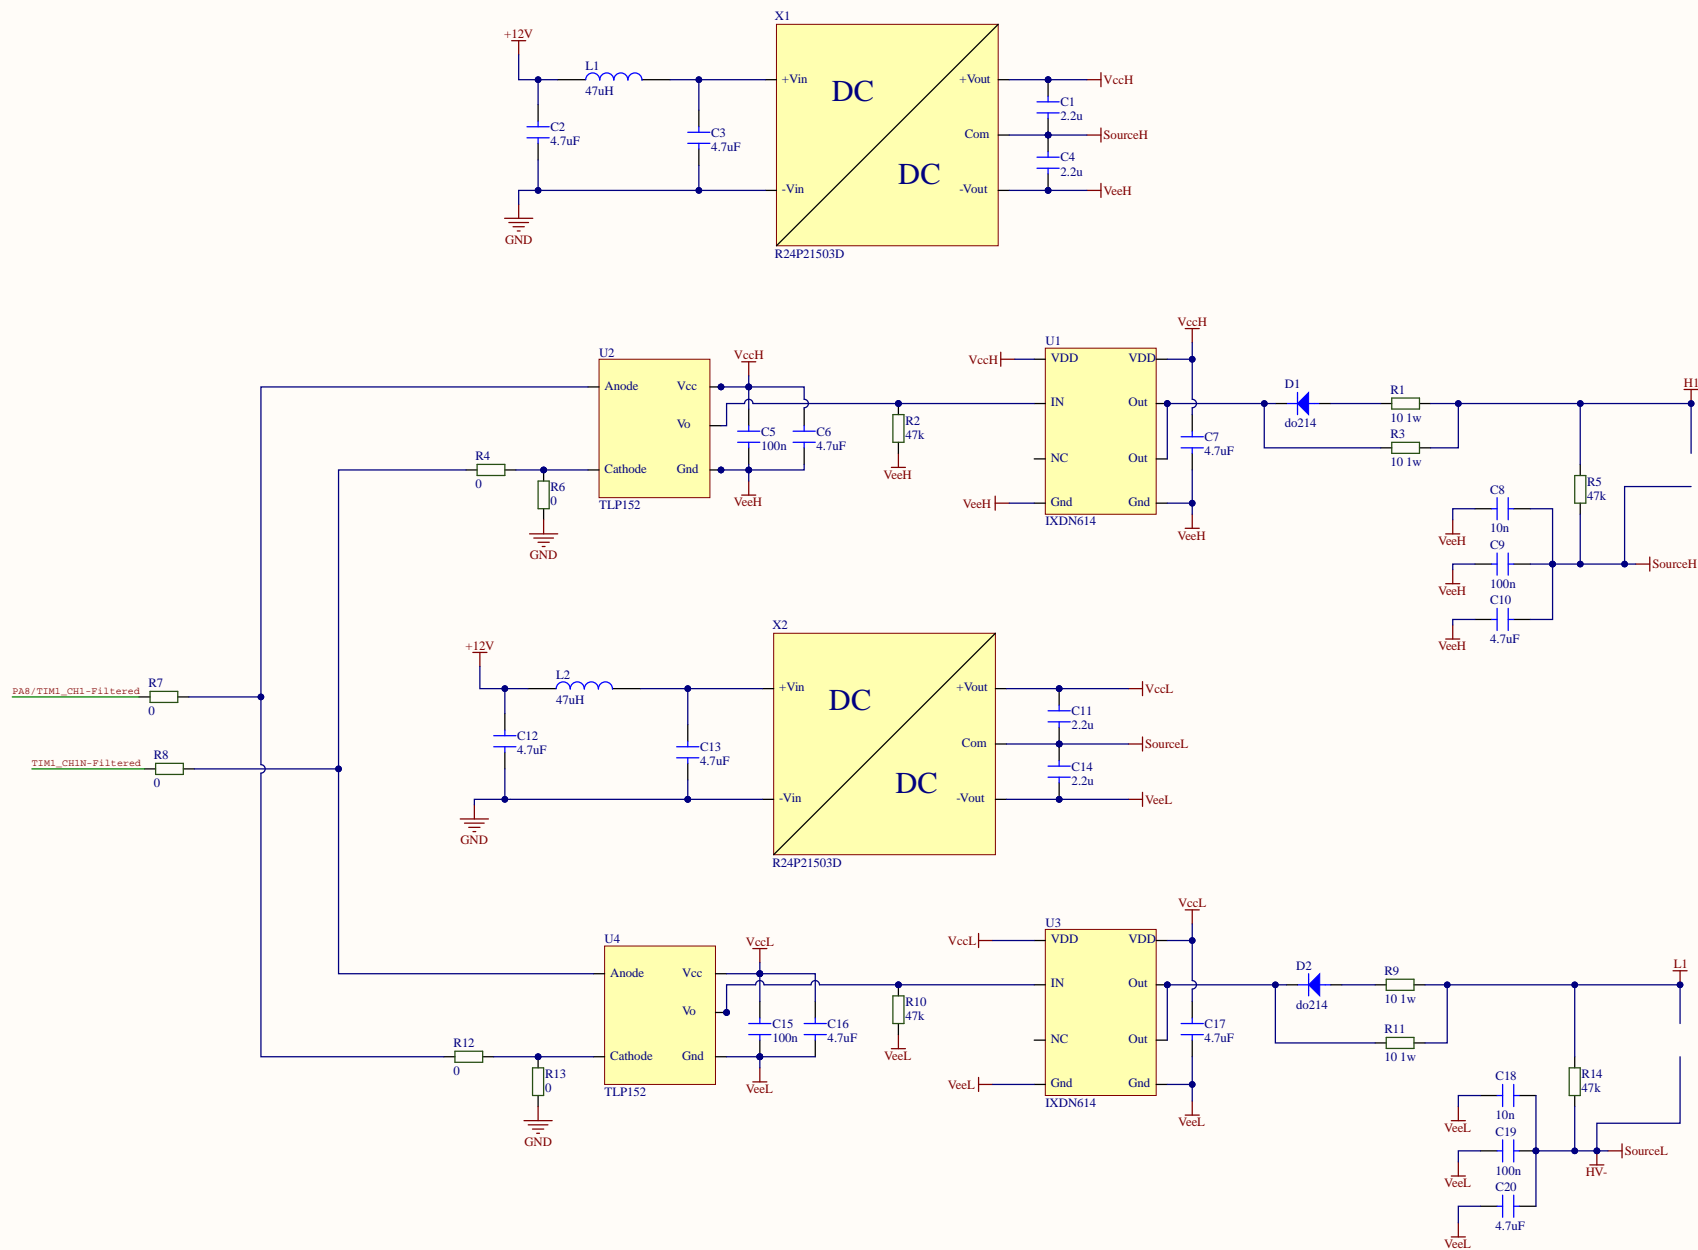 X1
+12V
L1
47uH
+Vin
DC
+Vout
VccH
C1
2.2u
C2
4.7uF
C3
4.7uF
Com
SourceH
C4
2.2u
DC
-Vin
-Vout
VeeH
GND
R24P21503D
U2
Anode
Vcc
VccH
Vo
C5
100n
C6
4.7uF
R4
0
Cathode
Gnd
R6
0
VeeH
TLP152
GND
R2
47k
VeeH
U1
VccH
VccH
VDD
VDD
IN
Out
C7
4.7uF
NC
Out
VeeH
Gnd
Gnd
IXDN614
VeeH
D1
do214
R1
10 1w
R3
10 1w
H1
R5
47k
C8
10n
VeeH
C9
100n
SourceH
VeeH
C10
4.7uF
VeeH
X2
+12V
L2
47uH
+Vin
DC
+Vout
VccL
C11
2.2u
PA8/TIM1_CH1-Filtered
R7
0
C12
4.7uF
C13
4.7uF
Com
SourceL
TIM1_CH1N-Filtered
R8
0
C14
2.2u
DC
-Vin
-Vout
VeeL
GND
R24P21503D
U4
Anode
Vcc
VccL
Vo
C15
100n
C16
4.7uF
R12
0
Cathode
Gnd
R13
0
VeeL
TLP152
GND
R10
47k
VeeL
U3
VccL
VccL
VDD
VDD
IN
Out
C17
4.7uF
NC
Out
VeeL
Gnd
Gnd
IXDN614
VeeL
D2
do214
R9
10 1w
R11
10 1w
L1
R14
47k
C18
10n
VeeL
C19
100n
SourceL
HV-
VeeL
C20
4.7uF
VeeL